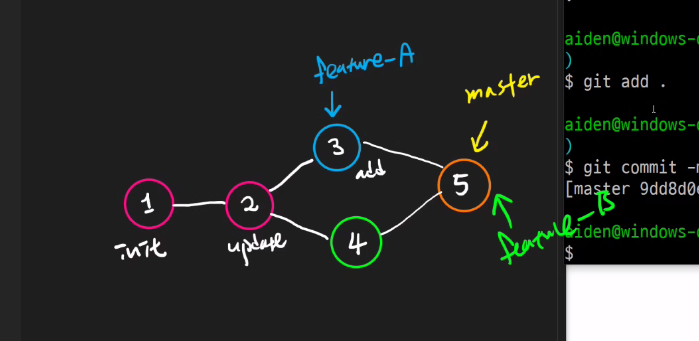 feature-A
master
3
add
1
2
5
4
init
update
feature-B
aiden@windows-
)
$ git add .
aiden@windows-
)
$ git commit -m
[master 9dd8d0
aiden@windows-
$